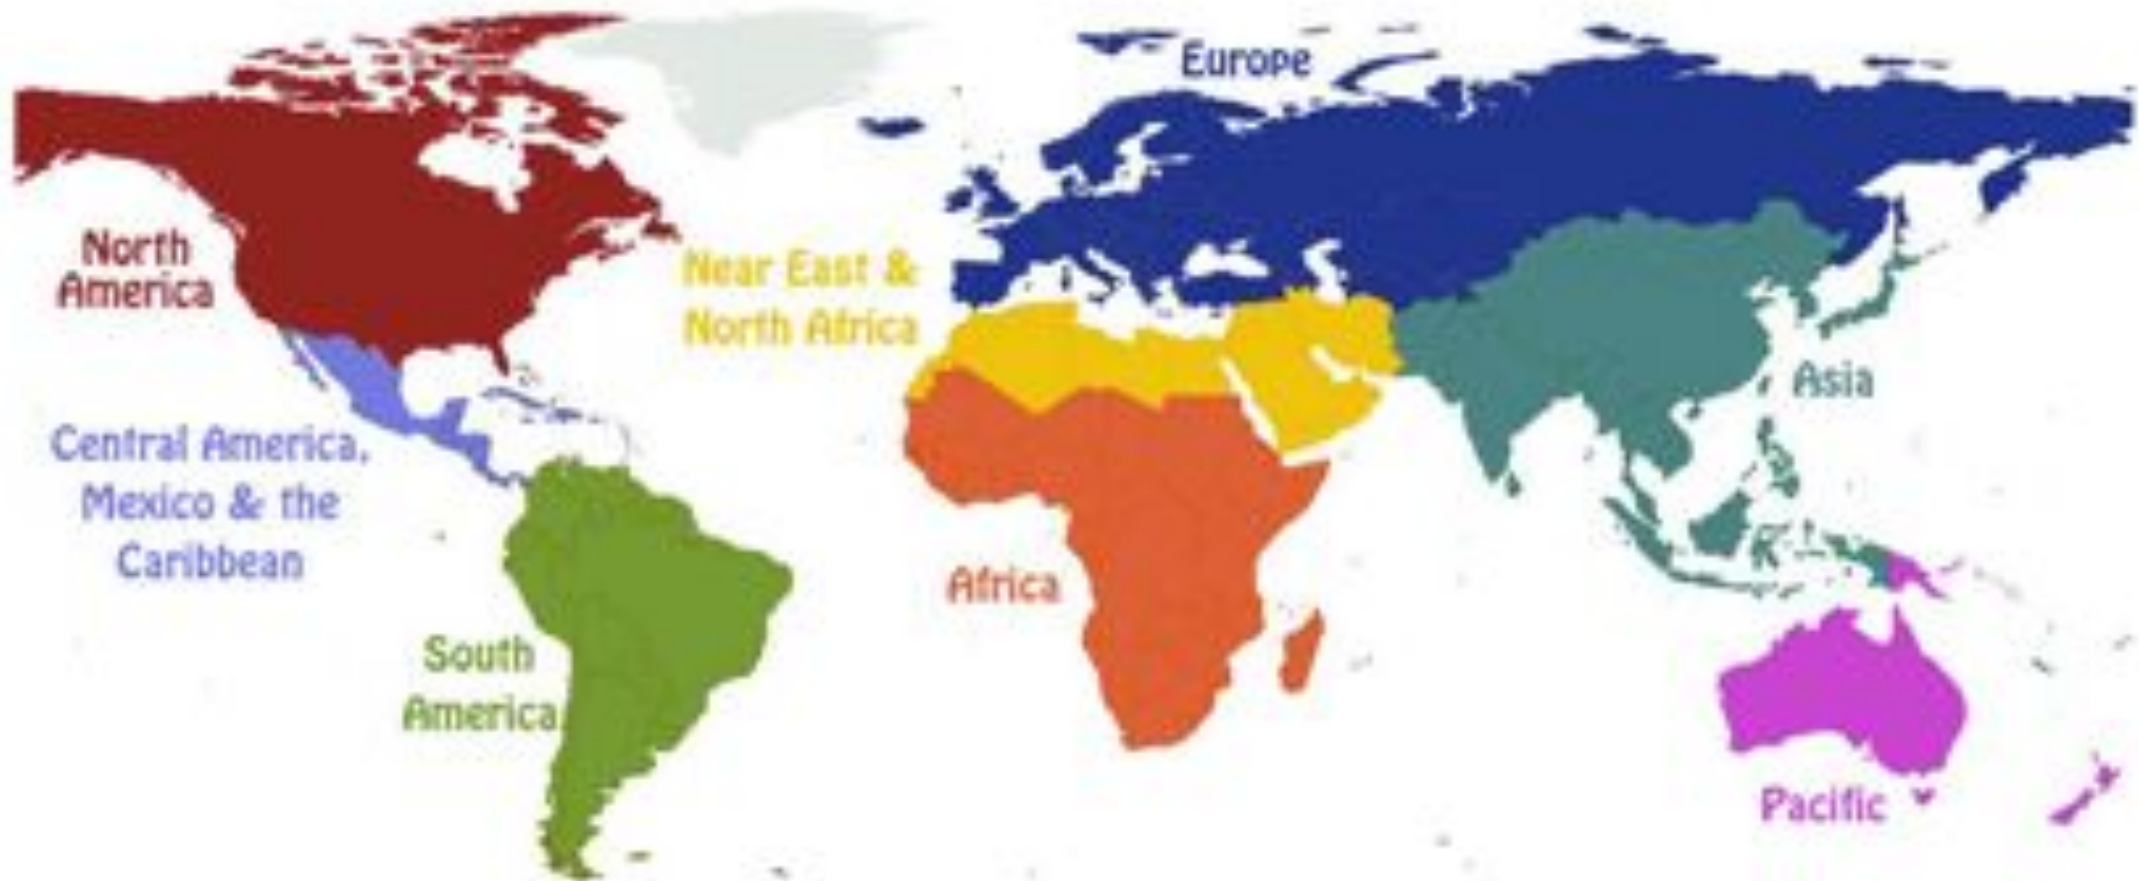 Europe
North
America
Near East &
North Africa
Asia
Central America,
Mexico & the
Caribbean
Africa
South
America
Pacific